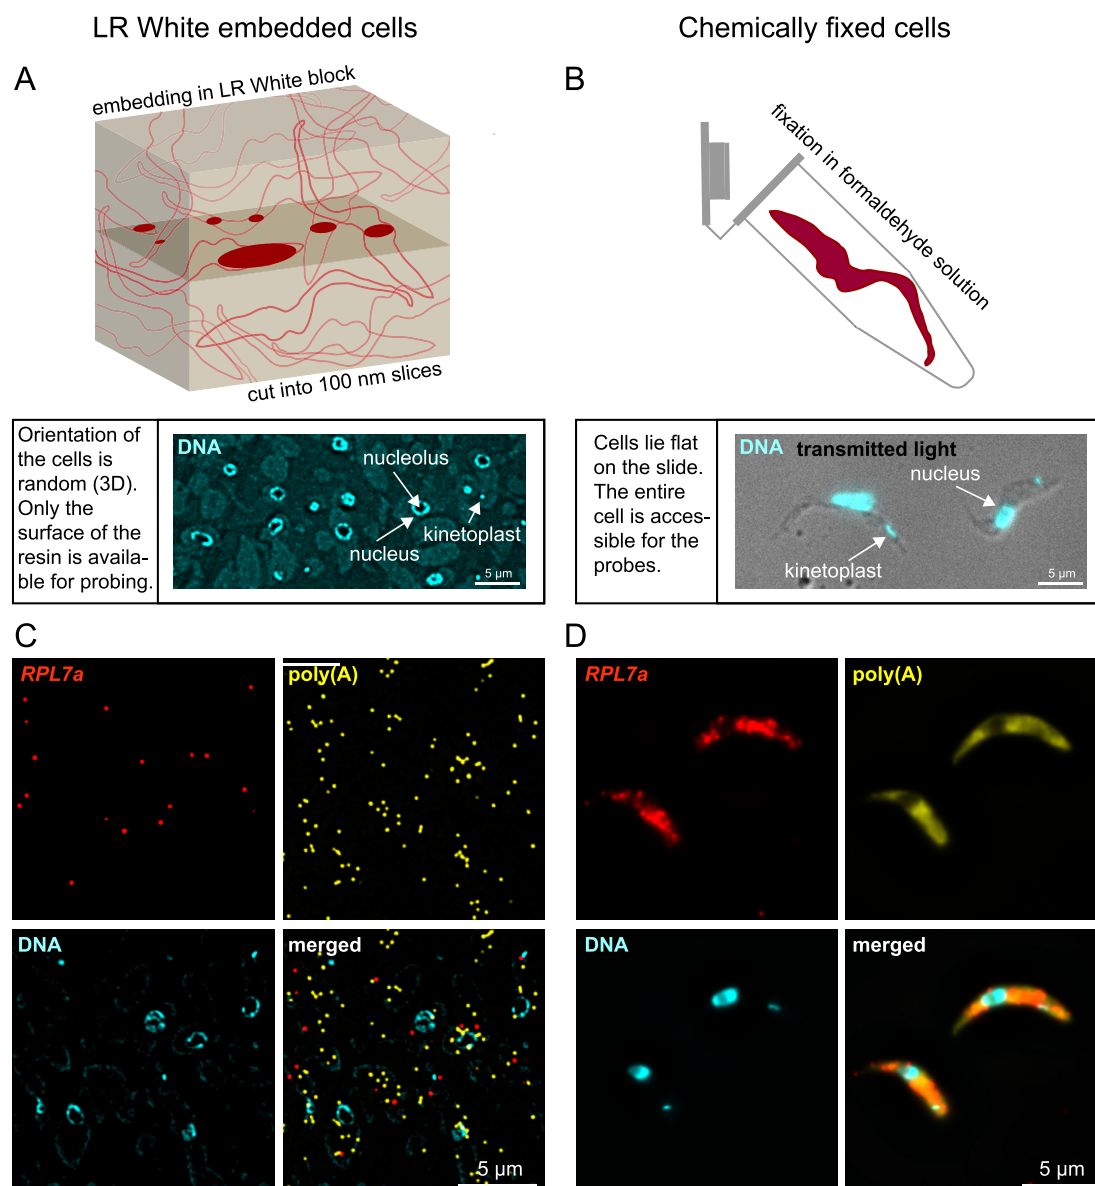 LR White embedded cells
Chemically fixed cells
A
embedding in LR White block
cut into 100 nm slices
B
fixation in formaldehyde solution
Orientation of
the cells is
random (3D).
Only the
surface of the
resin is availa-
ble for probing.
DNA
nucleolus
kinetoplast
nucleus
5 µm
Cells lie flat
on the slide.
The entire
cell is acces-
sible for the
probes.
DNA transmitted light
nucleus
kinetoplast
5 µm
C
RPL7a
poly(A)
DNA
merged
5 µm
D
RPL7a
poly(A)
DNA
merged
5 µm